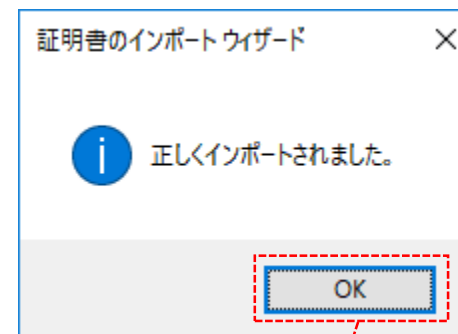 証明書のインポート ウィザード
正しくインポートされました。
OK